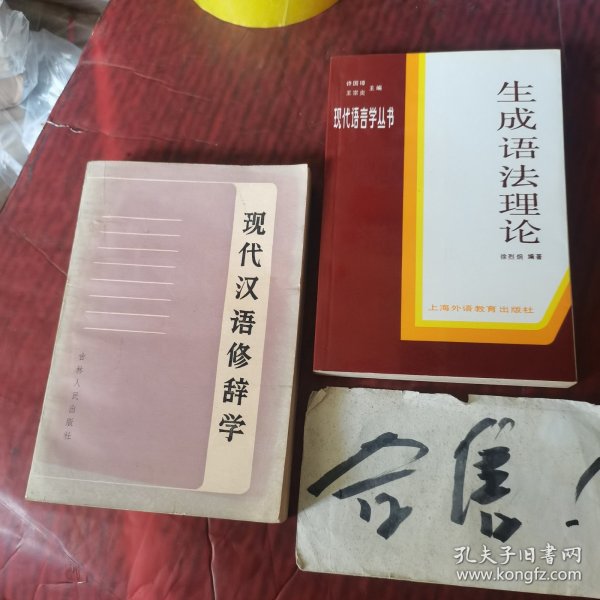 现代汉语修辞学
吉林人民出版社
许国璋
王宗炎
主编
现代语言学丛书
生成语法理论
徐烈炯 编著
上海外语教育出版社
合售
孔夫子旧书网
www.kongfz.com